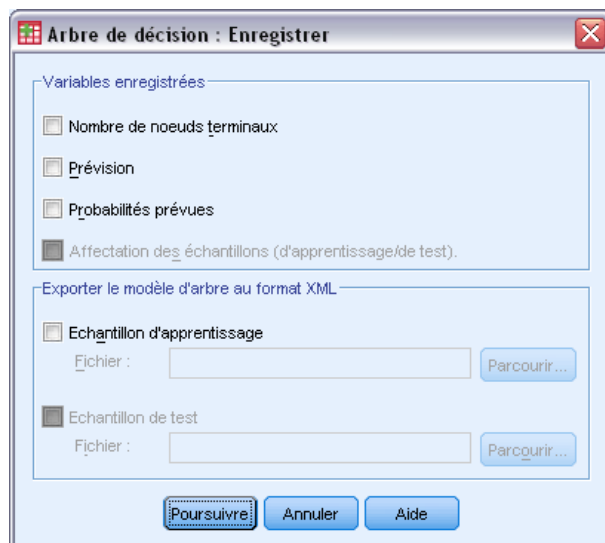 Arbre de décision : Enregistrer
Variables enregistrées
Nombre de noeuds terminaux
Prévision
Probabilités prévues
Affectation des échantillons (d'apprentissage/de test).
Exporter le modèle d'arbre au format XML
Echantillon d'apprentissage
Fichier :
Parcourir...
Echantillon de test
Fichier :
Parcourir...
Poursuivre Annuler Aide